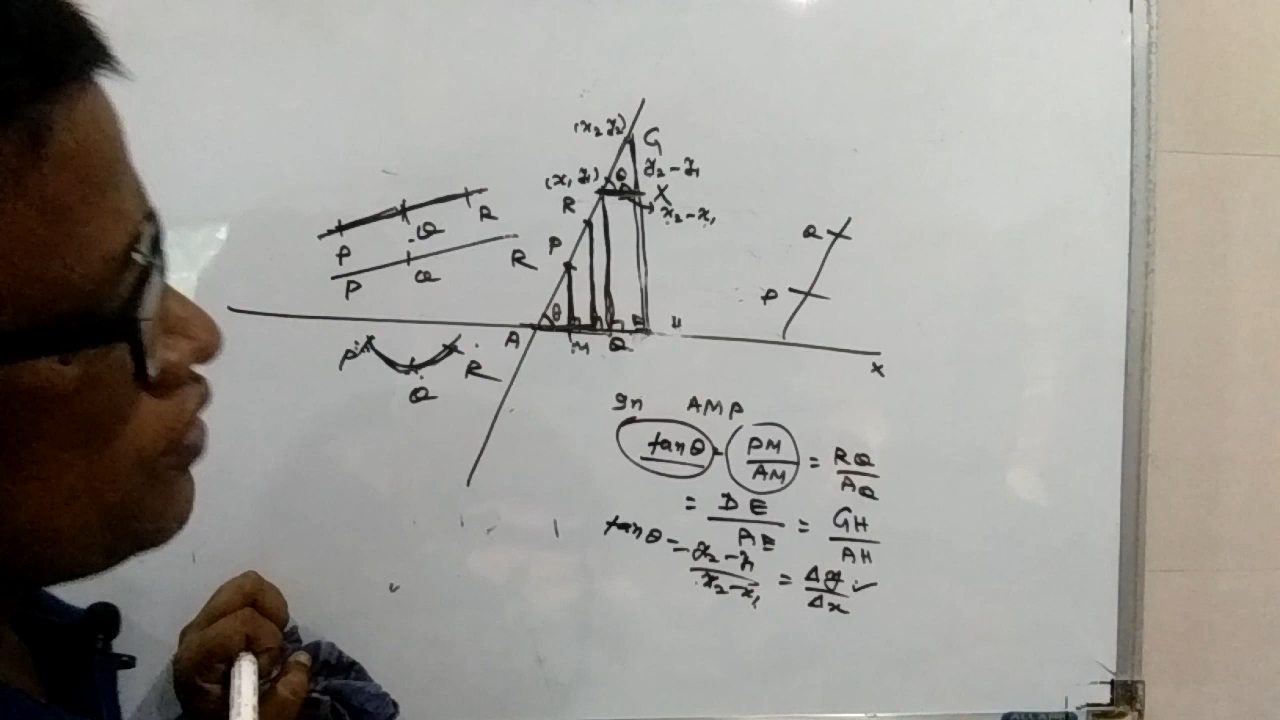 (x₂ y₂)
G
y₂-y₁
(x, y₁)
θ
X
x₂-x₁
R
P
θ
A
M
Q
E
H
X
P
Q
R
P
Q
R
P
Q
R
Q
P
In AMP
tanθ = PM/AM = RQ/AQ
= DE/AE = GH/AH
tanθ = y₂-y₁/x₂-x₁ = Δy/Δx ✓